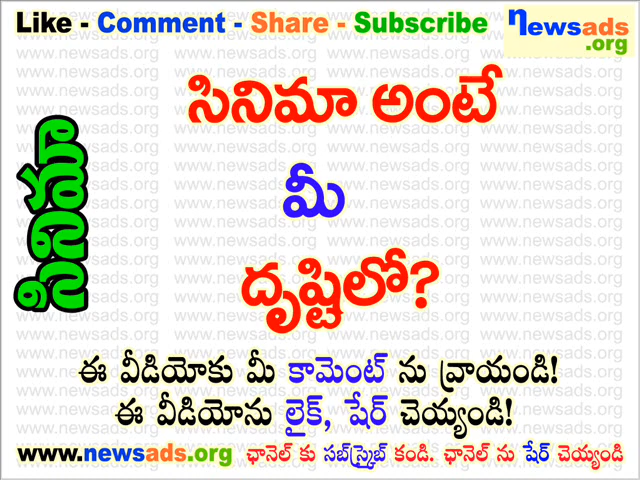 Like - Comment - Share - Subscribe
newsads
.org
సినిమా
సినిమా అంటే
మీ
దృష్టిలో?
ఈ వీడియోకు మీ కామెంట్ ను వ్రాయండి!
ఈ వీడియోను లైక్, షేర్ చెయ్యండి!
www.newsads.org ఛానెల్ కు సబ్‌స్క్రైబ్ కండి. ఛానెల్ ను షేర్ చెయ్యండి